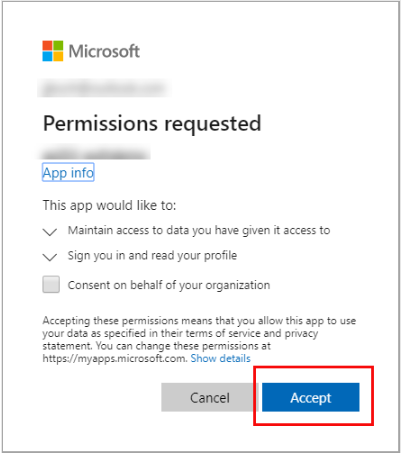 Microsoft
Permissions requested
App info
This app would like to:
Maintain access to data you have given it access to
Sign you in and read your profile
Consent on behalf of your organization
Accepting these permissions means that you allow this app to use
your data as specified in their terms of service and privacy
statement. You can change these permissions at
https://myapps.microsoft.com. Show details
Cancel Accept